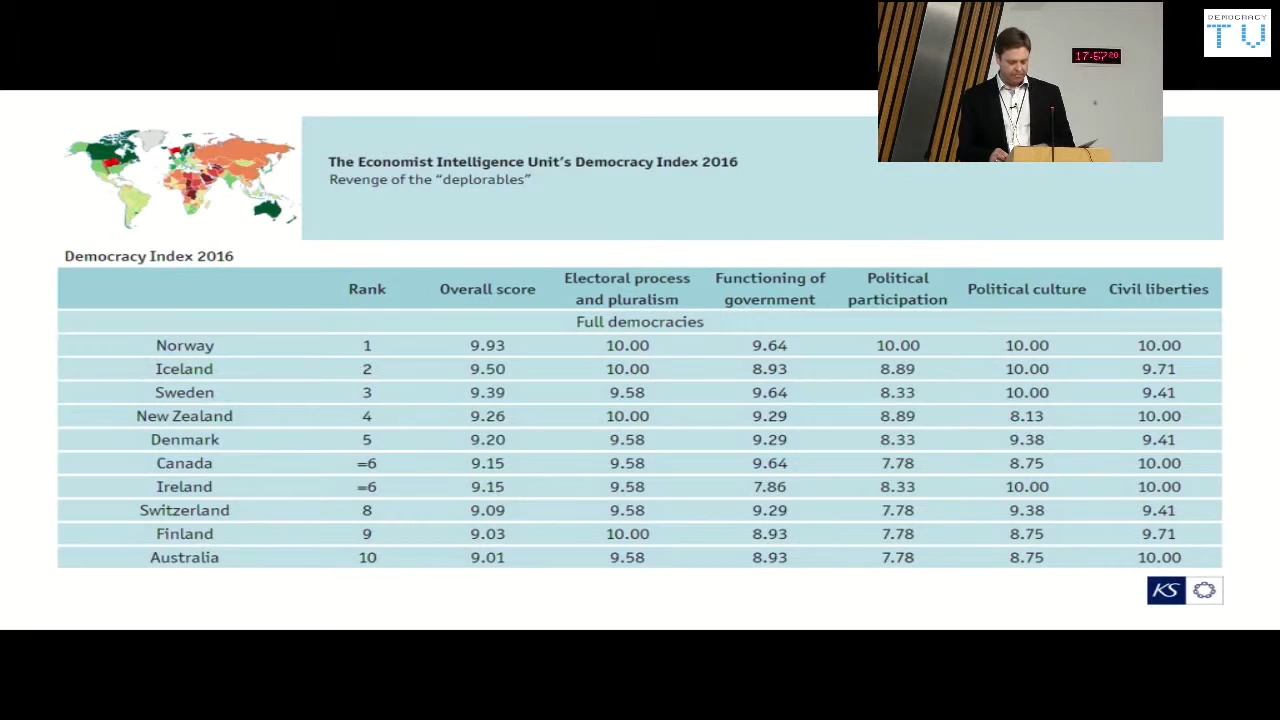 DEMOCRACY
TV
17:57
The Economist Intelligence Unit's Democracy Index 2016
Revenge of the “deplorables”
Democracy Index 2016
Rank Overall score Electoral process and pluralism Functioning of government Political participation Political culture Civil liberties
Full democracies
Norway 1 9.93 10.00 9.64 10.00 10.00 10.00
Iceland 2 9.50 10.00 8.93 8.89 10.00 9.71
Sweden 3 9.39 9.58 9.64 8.33 10.00 9.41
New Zealand 4 9.26 10.00 9.29 8.89 8.13 10.00
Denmark 5 9.20 9.58 9.29 8.33 9.38 9.41
Canada =6 9.15 9.58 9.64 7.78 8.75 10.00
Ireland =6 9.15 9.58 7.86 8.33 10.00 10.00
Switzerland 8 9.09 9.58 9.29 7.78 9.38 9.41
Finland 9 9.03 10.00 8.93 7.78 8.75 9.71
Australia 10 9.01 9.58 8.93 7.78 8.75 10.00
KS